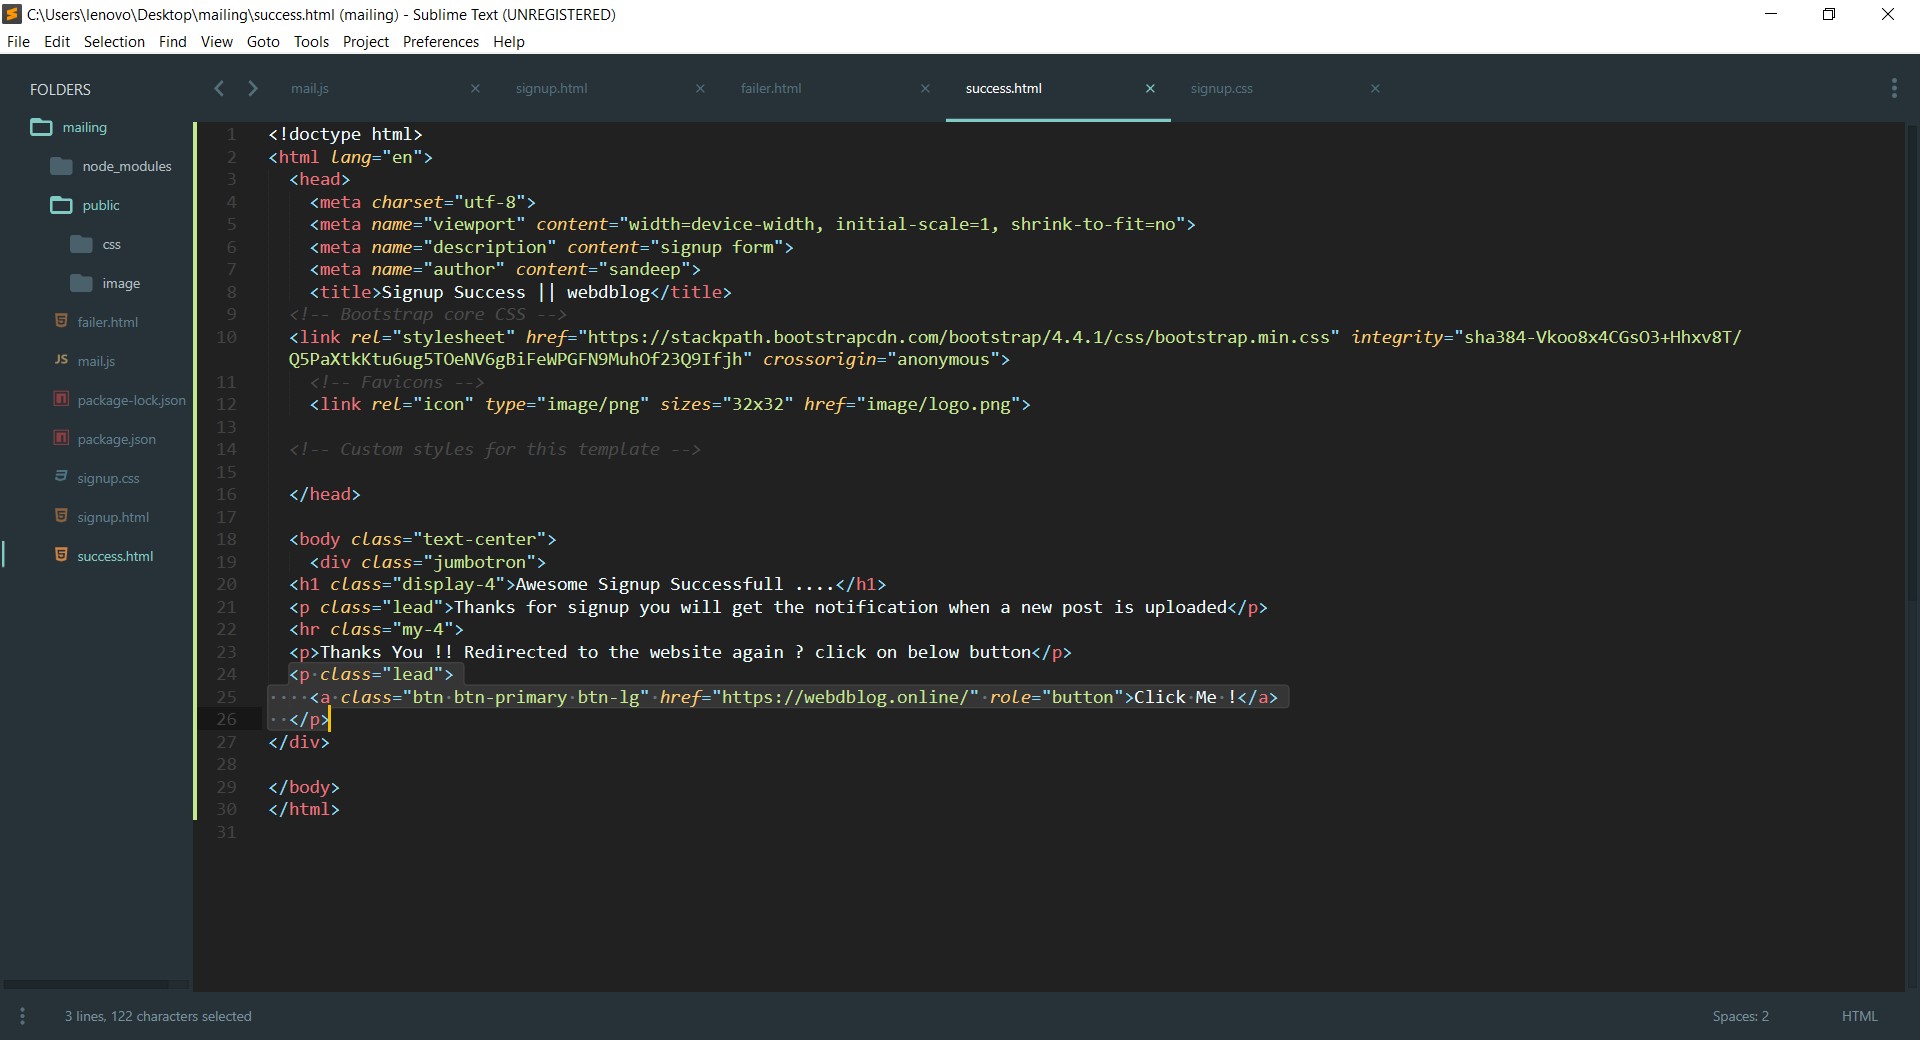 C:\Users\lenovo\Desktop\mailing\success.html (mailing) - Sublime Text (UNREGISTERED)
File Edit Selection Find View Goto Tools Project Preferences Help
FOLDERS
mailing
node_modules
public
css
image
failer.html
mail.js
package-lock.json
package.json
signup.css
signup.html
success.html
mail.js signup.html failer.html success.html signup.css
1 <!doctype html>
2 <html lang="en">
3 <head>
4 <meta charset="utf-8">
5 <meta name="viewport" content="width=device-width, initial-scale=1, shrink-to-fit=no">
6 <meta name="description" content="signup form">
7 <meta name="author" content="sandeep">
8 <title>Signup Success || webdblog</title>
9 <!-- Bootstrap core CSS -->
10 <link rel="stylesheet" href="https://stackpath.bootstrapcdn.com/bootstrap/4.4.1/css/bootstrap.min.css" integrity="sha384-Vkoo8x4CGsO3+Hhxv8T/
Q5PaXtkKtu6ug5TOeNV6gBiFeWPGFN9MuhOf23Q9Ifjh" crossorigin="anonymous">
11 <!-- Favicons -->
12 <link rel="icon" type="image/png" sizes="32x32" href="image/logo.png">
13
14 <!-- Custom styles for this template -->
15
16 </head>
17
18 <body class="text-center">
19 <div class="jumbotron">
20 <h1 class="display-4">Awesome Signup Successfull ....</h1>
21 <p class="lead">Thanks for signup you will get the notification when a new post is uploaded</p>
22 <hr class="my-4">
23 <p>Thanks You !! Redirected to the website again ? click on below button</p>
24 <p class="lead">
25 <a class="btn btn-primary btn-lg" href="https://webdblog.online/" role="button">Click Me !</a>
26 </p>
27 </div>
28
29 </body>
30 </html>
31
3 lines, 122 characters selected
Spaces: 2 HTML